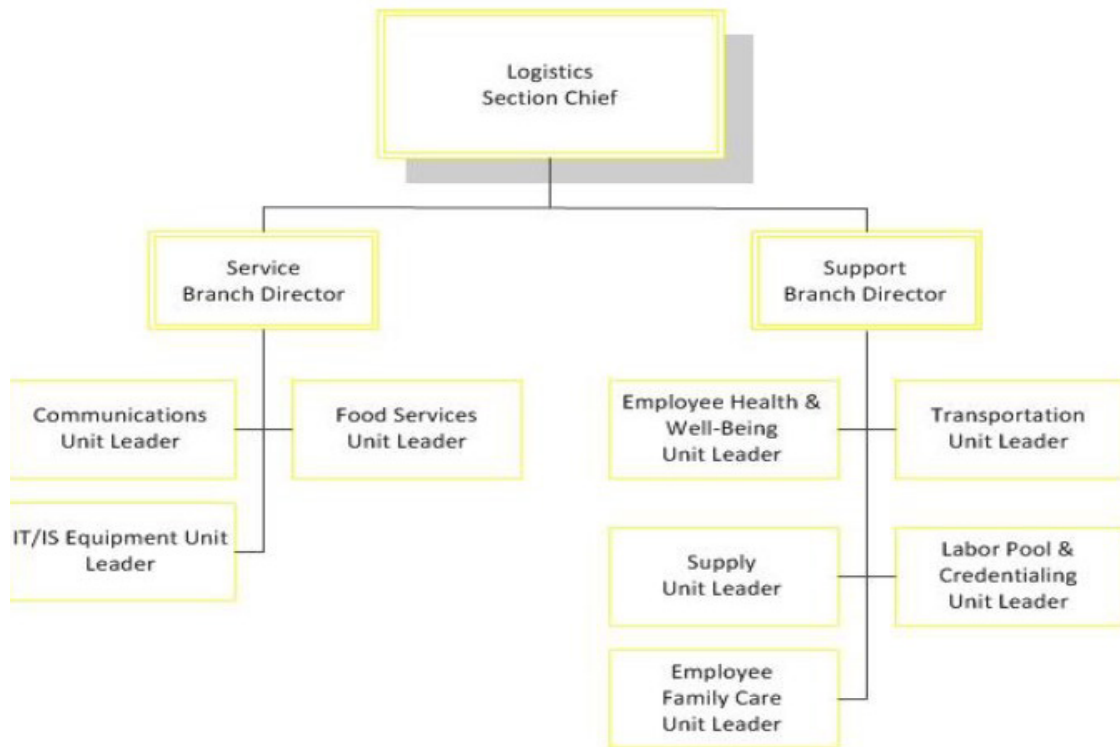 Logistics
Section Chief
Service
Branch Director
Support
Branch Director
Communications
Unit Leader
Food Services
Unit Leader
Employee Health &
Well-Being
Unit Leader
Transportation
Unit Leader
IT/IS Equipment Unit
Leader
Supply
Unit Leader
Labor Pool &
Credentialing
Unit Leader
Employee
Family Care
Unit Leader